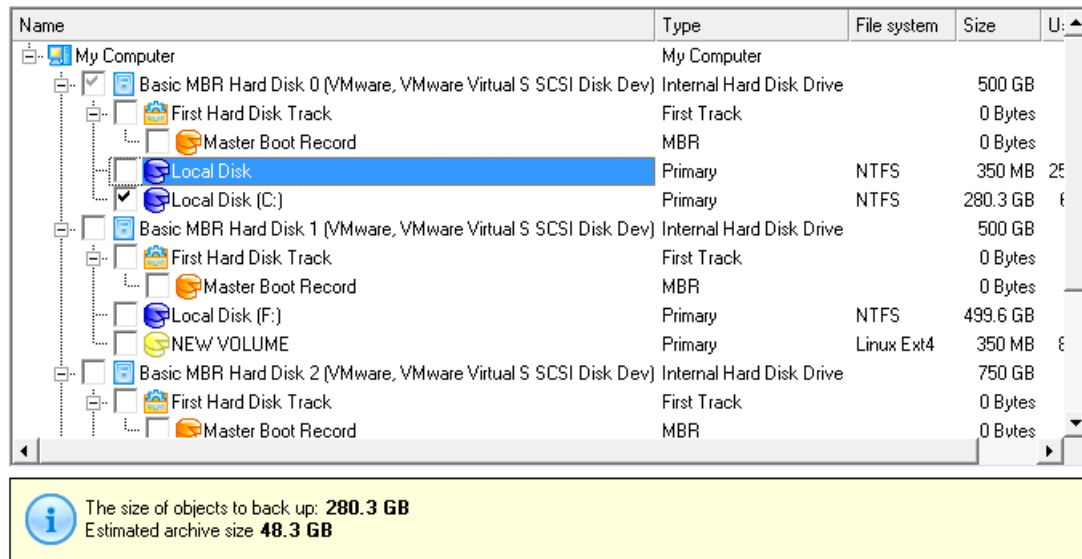 Name Type File system Size U
My Computer My Computer
Basic MBR Hard Disk 0 (VMware, VMware Virtual S SCSI Disk Dev) Internal Hard Disk Drive 500 GB
First Hard Disk Track First Track 0 Bytes
Master Boot Record MBR 0 Bytes
Local Disk Primary NTFS 350 MB 25
Local Disk (C:) Primary NTFS 280.3 GB
Basic MBR Hard Disk 1 (VMware, VMware Virtual S SCSI Disk Dev) Internal Hard Disk Drive 500 GB
First Hard Disk Track First Track 0 Bytes
Master Boot Record MBR 0 Bytes
Local Disk (F:) Primary NTFS 499.6 GB
NEW VOLUME Primary Linux Ext4 350 MB
Basic MBR Hard Disk 2 (VMware, VMware Virtual S SCSI Disk Dev) Internal Hard Disk Drive 750 GB
First Hard Disk Track First Track 0 Bytes
Master Boot Record MBR 0 Bytes
The size of objects to back up: 280.3 GB
Estimated archive size 48.3 GB